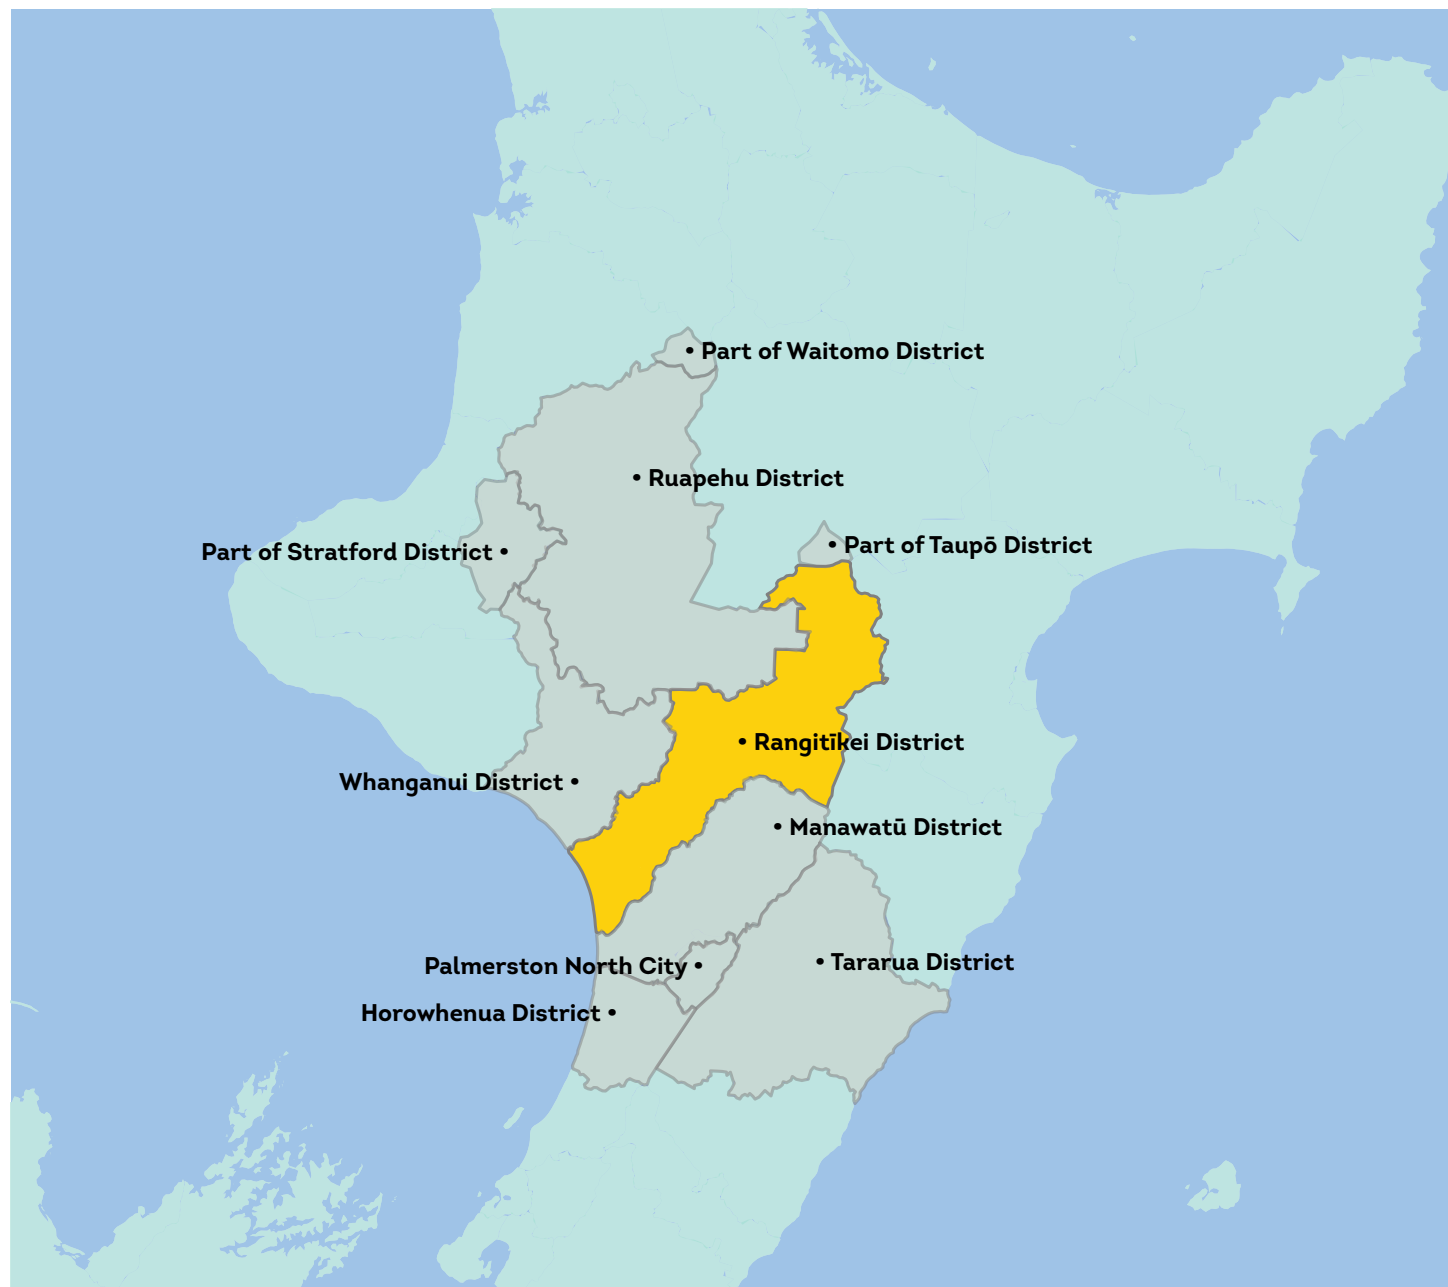 • Part of Waitomo District
• Ruapehu District
• Part of Taupō District
Part of Stratford District •
• Rangitīkei District
Whanganui District •
• Manawatū District
• Tararua District
Palmerston North City •
Horowhenua District •